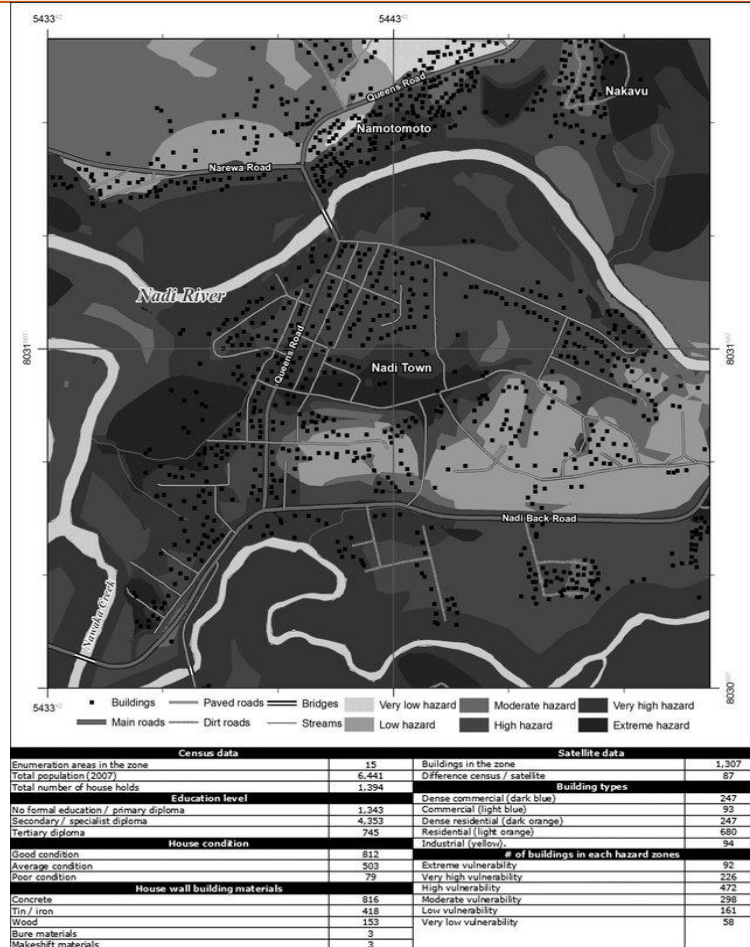 5433
5443
Nakavu
Queens Road
Namotomoto
Narewa Road
Nadi River
Queens Road
8031
8031
Nadi Town
Nadi Back Road
Nawaka Creek
8030
5433
Buildings Paved roads Bridges Very low hazard Moderate hazard Very high hazard
Main roads Dirt roads Streams Low hazard High hazard Extreme hazard
Census data
Enumeration areas in the zone 15
Total population (2007) 6,441
Total number of house holds 1,394
Education level
No formal education / primary diploma 1,343
Secondary / specialist diploma 4,353
Tertiary diploma 745
House condition
Good condition 812
Average condition 503
Poor condition 79
House wall building materials
Concrete 816
Tin / iron 418
Wood 153
Bure materials 3
Makeshift materials 3
Satellite data
Buildings in the zone 1,307
Difference census / satellite 87
Building types
Dense commercial (dark blue) 247
Commercial (light blue) 93
Dense residential (dark orange) 247
Residential (light orange) 680
Industrial (yellow). 94
# of buildings in each hazard zones
Extreme vulnerability 92
Very high vulnerability 226
High vulnerability 472
Moderate vulnerability 298
Low vulnerability 161
Very low vulnerability 58